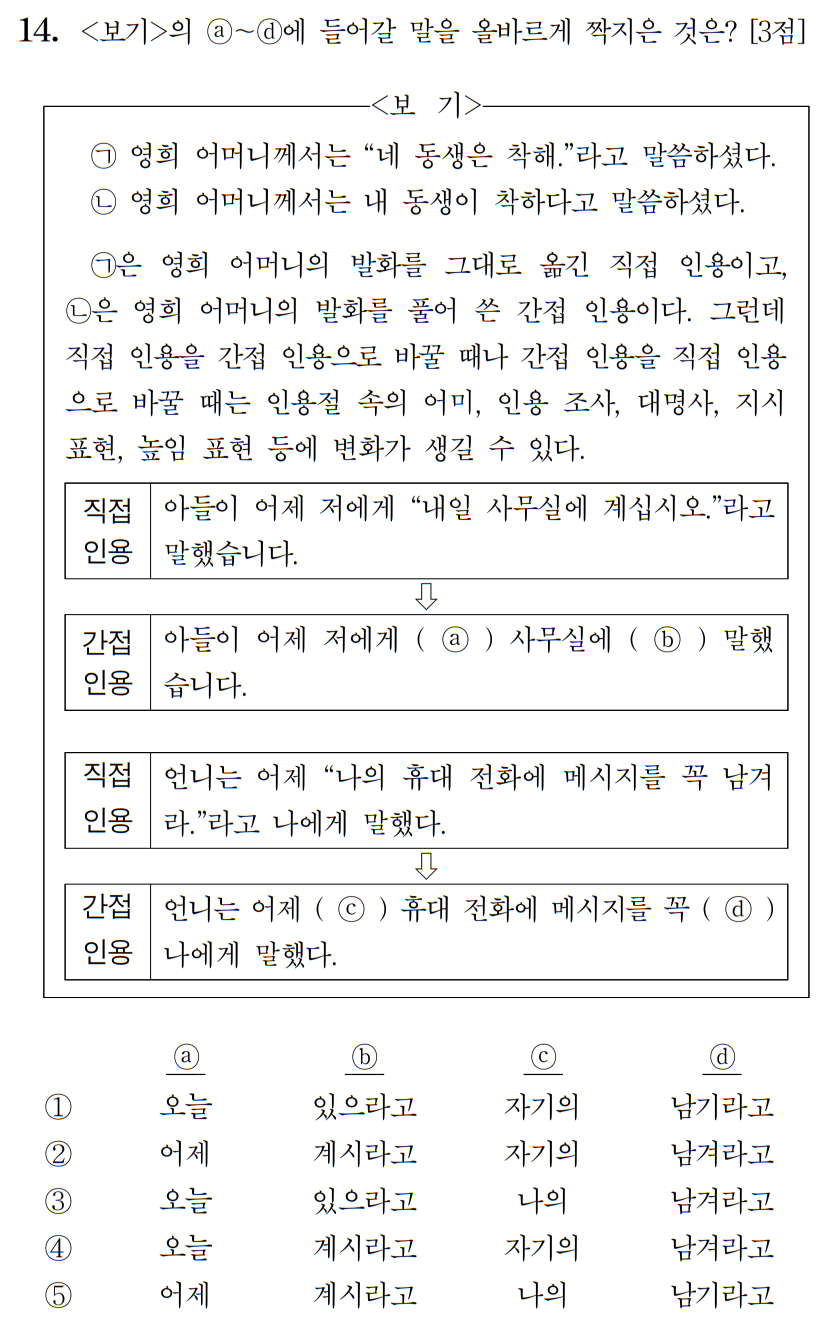 14. <보기>의 ⓐ~ⓓ에 들어갈 말을 올바르게 짝지은 것은? [3점]
<보 기>
㉠ 영희 어머니께서는 “네 동생은 착해.”라고 말씀하셨다.
㉡ 영희 어머니께서는 내 동생이 착하다고 말씀하셨다.
㉠은 영희 어머니의 발화를 그대로 옮긴 직접 인용이고,
㉡은 영희 어머니의 발화를 풀어 쓴 간접 인용이다. 그런데
직접 인용을 간접 인용으로 바꿀 때나 간접 인용을 직접 인용
으로 바꿀 때는 인용절 속의 어미, 인용 조사, 대명사, 지시
표현, 높임 표현 등에 변화가 생길 수 있다.
직접 인용 아들이 어제 저에게 “내일 사무실에 계십시오.”라고
말했습니다.
⇩
간접 인용 아들이 어제 저에게 ( ⓐ ) 사무실에 ( ⓑ ) 말했
습니다.
직접 인용 언니는 어제 “나의 휴대 전화에 메시지를 꼭 남겨
라.”라고 나에게 말했다.
⇩
간접 인용 언니는 어제 ( ⓒ ) 휴대 전화에 메시지를 꼭 ( ⓓ )
나에게 말했다.
ⓐ ⓑ ⓒ ⓓ
① 오늘 있으라고 자기의 남기라고
② 어제 계시라고 자기의 남겨라고
③ 오늘 있으라고 나의 남겨라고
④ 오늘 계시라고 자기의 남겨라고
⑤ 어제 계시라고 나의 남기라고